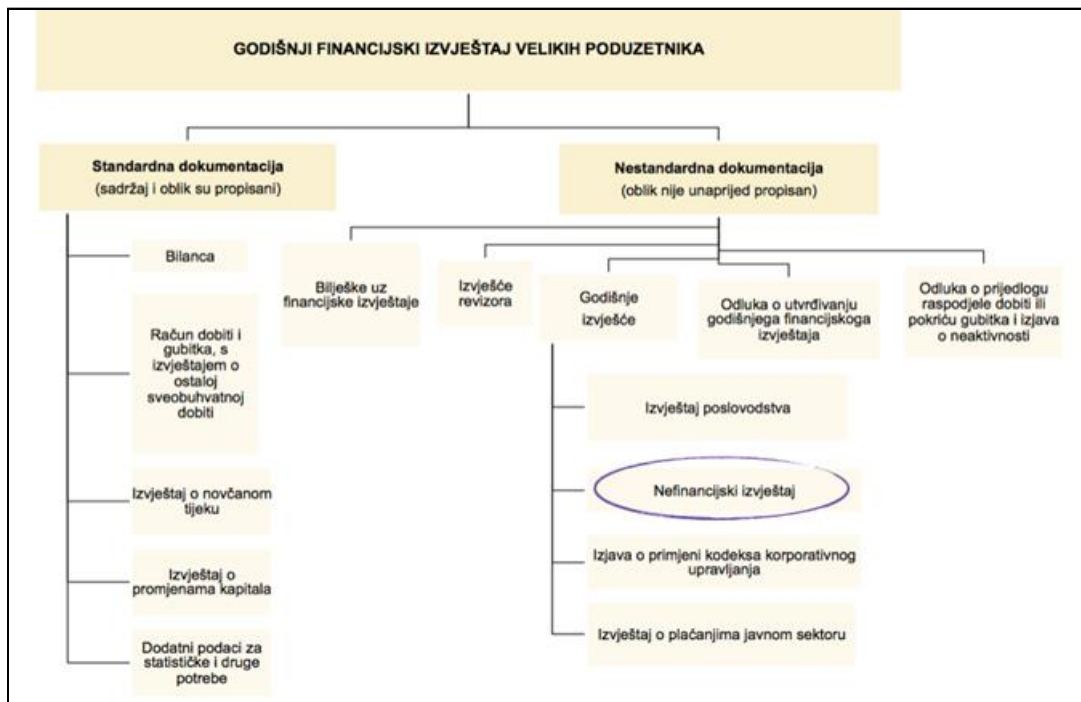 GODIŠNJI FINANCIJSKI IZVJEŠTAJ VELIKIH PODUZETNIKA
Standardna dokumentacija
(sadržaj i oblik su propisani)
Nestandardna dokumentacija
(oblik nije unaprijed propisan)
Bilanca
Račun dobiti i
gubitka, s
izvještajem o
ostaloj
sveobuhvatnoj
dobiti
Izvještaj o novčanom
tijeku
Izvještaj o
promjenama kapitala
Dodatni podaci za
statističke i druge
potrebe
Bilješke uz
financijske izvještaje
Izvješće
revizora
Godišnje
izvješće
Odluka o utvrđivanju
godišnjega financijskoga
izvještaja
Odluka o prijedlogu
raspodjele dobiti ili
pokriću gubitka i izjava
o neaktivnosti
Izvještaj poslovodstva
Nefinancijski izvještaj
Izjava o primjeni kodeksa korporativnog
upravljanja
Izvještaj o plaćanjima javnom sektoru